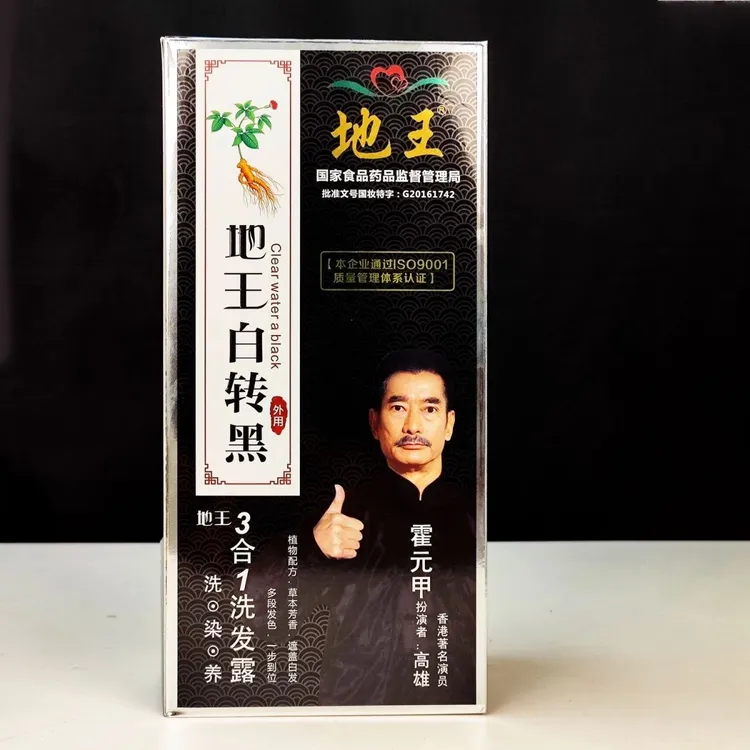 地王®
国家食品药品监督管理局
批准文号国妆特字：G20161742
【本企业通过ISO9001
质量管理体系认证】
地王白转黑
Clear water a black
外用
地王
3合1洗发露
洗⊙染⊙养
植物配方．草本芳香．遮盖白发
多段发色．一步到位
霍元甲
扮演者：高雄
香港著名演员